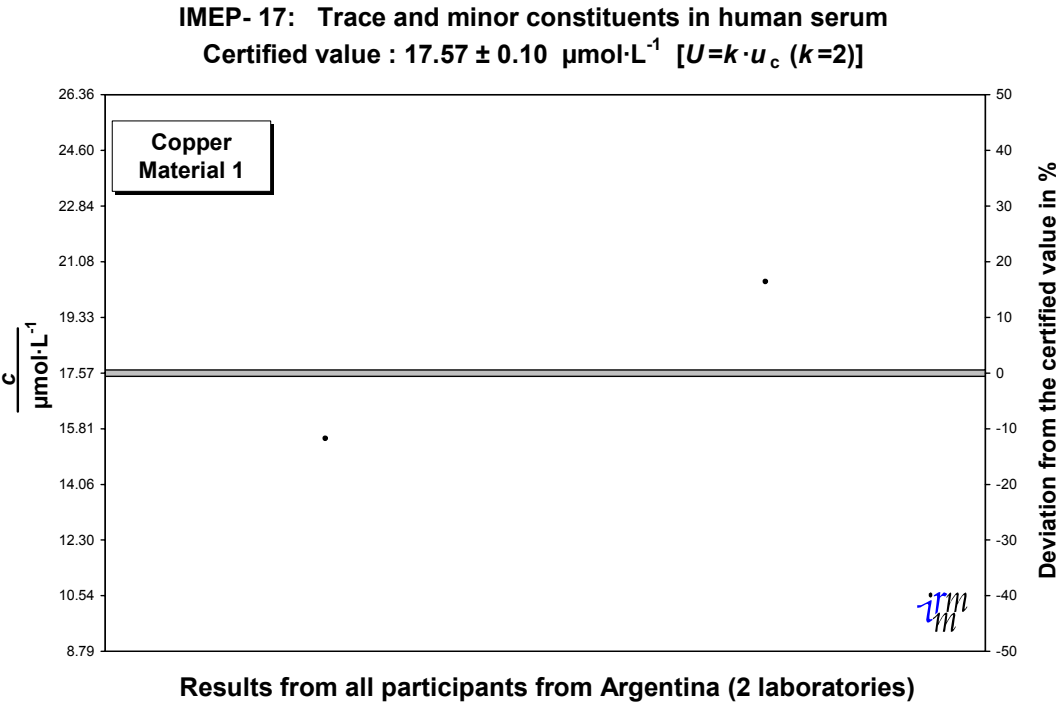 IMEP- 17: Trace and minor constituents in human serum
Certified value : 17.57 ± 0.10 µmol·L⁻¹ [U=k·u c (k=2)]
Copper
Material 1
26.36
24.60
22.84
21.08
19.33
17.57
15.81
14.06
12.30
10.54
8.79
c
µmol·L⁻¹
50
40
30
20
10
0
-10
-20
-30
-40
-50
Deviation from the certified value in %
irmm
Results from all participants from Argentina (2 laboratories)